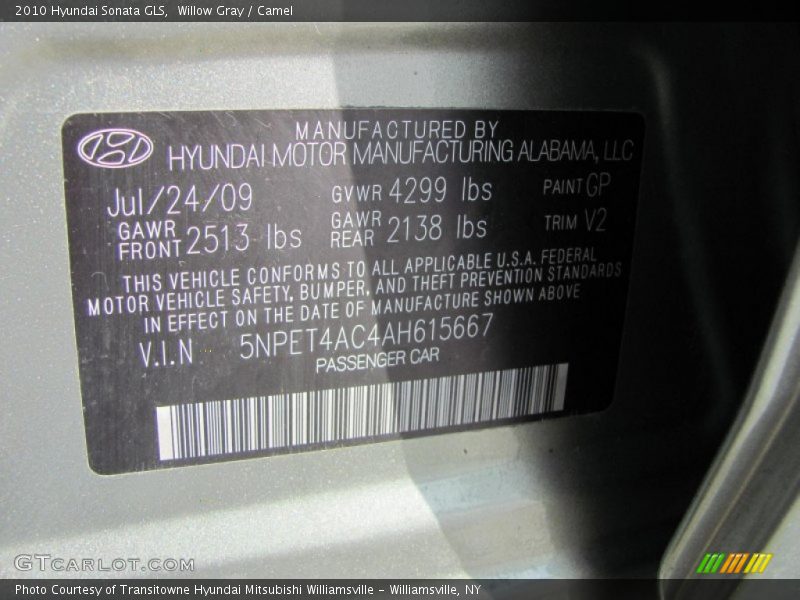 2010 Hyundai Sonata GLS, Willow Gray / Camel
MANUFACTURED BY
HYUNDAI MOTOR MANUFACTURING ALABAMA, LLC
Jul/24/09 GVWR 4299 lbs PAINT GP
GAWR FRONT 2513 lbs GAWR REAR 2138 lbs TRIM V2
THIS VEHICLE CONFORMS TO ALL APPLICABLE U.S.A. FEDERAL
MOTOR VEHICLE SAFETY, BUMPER, AND THEFT PREVENTION STANDARDS
IN EFFECT ON THE DATE OF MANUFACTURE SHOWN ABOVE
V.I.N 5NPET4AC4AH615667
PASSENGER CAR
GTCARLOT.COM
Photo Courtesy of Transitowne Hyundai Mitsubishi Williamsville - Williamsville, NY